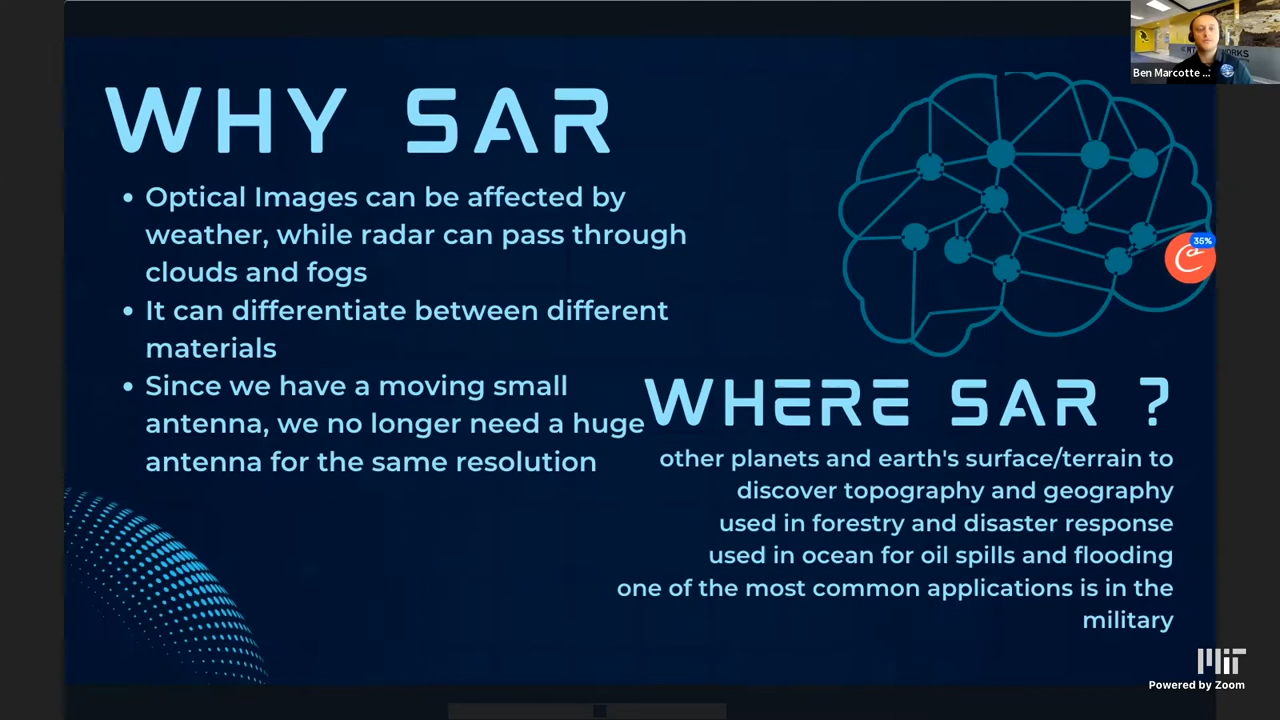 WHY SAR
• Optical Images can be affected by
weather, while radar can pass through
clouds and fogs
• It can differentiate between different
materials
• Since we have a moving small
antenna, we no longer need a huge
antenna for the same resolution
WHERE SAR ?
other planets and earth's surface/terrain to
discover topography and geography
used in forestry and disaster response
used in ocean for oil spills and flooding
one of the most common applications is in the
military
Ben Marcotte ...
36%
MIT
Powered by Zoom